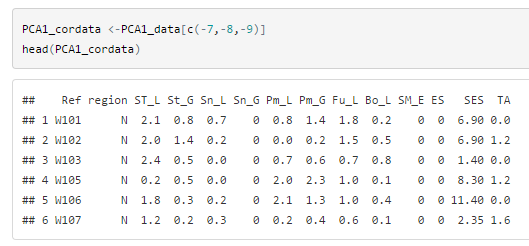 PCA1_cordata <-PCA1_data[c(-7,-8,-9)]
head(PCA1_cordata)
##    Ref region ST_L St_G Sn_L Sn_G Pm_L Pm_G Fu_L Bo_L SM_E ES   SES  TA
## 1 W101      N  2.1  0.8  0.7    0  0.8  1.4  1.8  0.2    0  0  6.90 0.0
## 2 W102      N  2.0  1.4  0.2    0  0.0  0.2  1.5  0.5    0  0  6.90 1.2
## 3 W103      N  2.4  0.5  0.0    0  0.7  0.6  0.7  0.8    0  0  1.40 0.0
## 4 W105      N  0.2  0.5  0.0    0  2.0  2.3  1.0  0.1    0  0  8.30 1.2
## 5 W106      N  1.8  0.3  0.2    0  2.1  1.3  1.0  0.4    0  0 11.40 0.0
## 6 W107      N  1.2  0.2  0.3    0  0.2  0.4  0.6  0.1    0  0  2.35 1.6